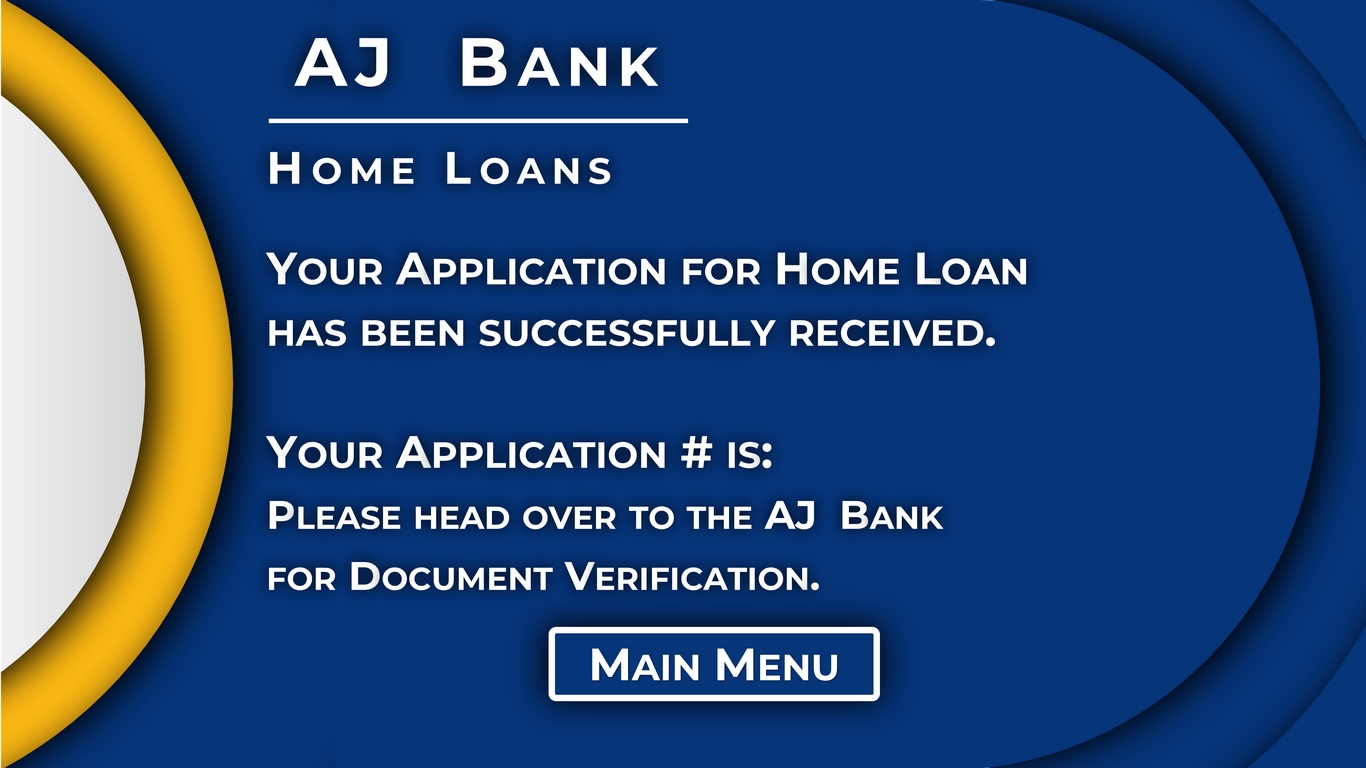 AJ Bank
Home Loans
Your Application for Home Loan
has been successfully received.
Your Application # is:
Please head over to the AJ Bank
for Document Verification.
Main Menu